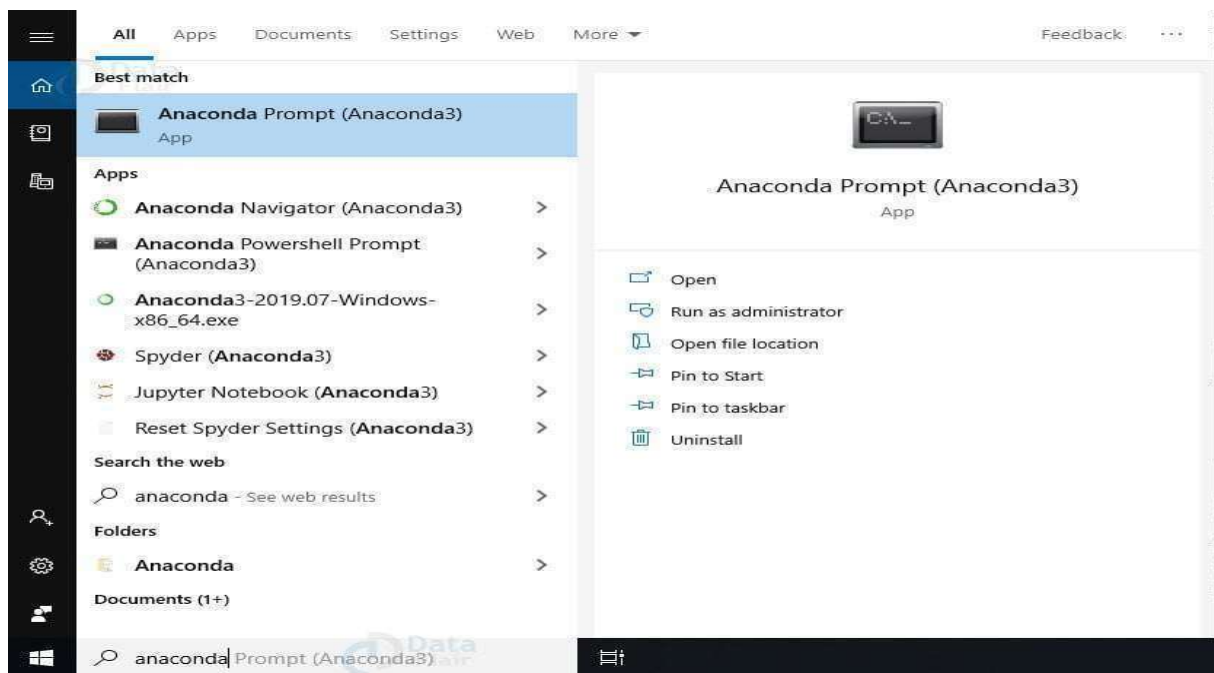 All Apps Documents Settings Web More Feedback ...
Best match
Anaconda Prompt (Anaconda3)
App
Apps
Anaconda Navigator (Anaconda3)
Anaconda Powershell Prompt
(Anaconda3)
Anaconda3-2019.07-Windows-
x86_64.exe
Spyder (Anaconda3)
Jupyter Notebook (Anaconda3)
Reset Spyder Settings (Anaconda3)
Search the web
anaconda - See web results
Folders
Anaconda
Documents (1+)
anaconda Prompt (Anaconda3)
Data
Flair
C:\_
Anaconda Prompt (Anaconda3)
App
Open
Run as administrator
Open file location
Pin to Start
Pin to taskbar
Uninstall